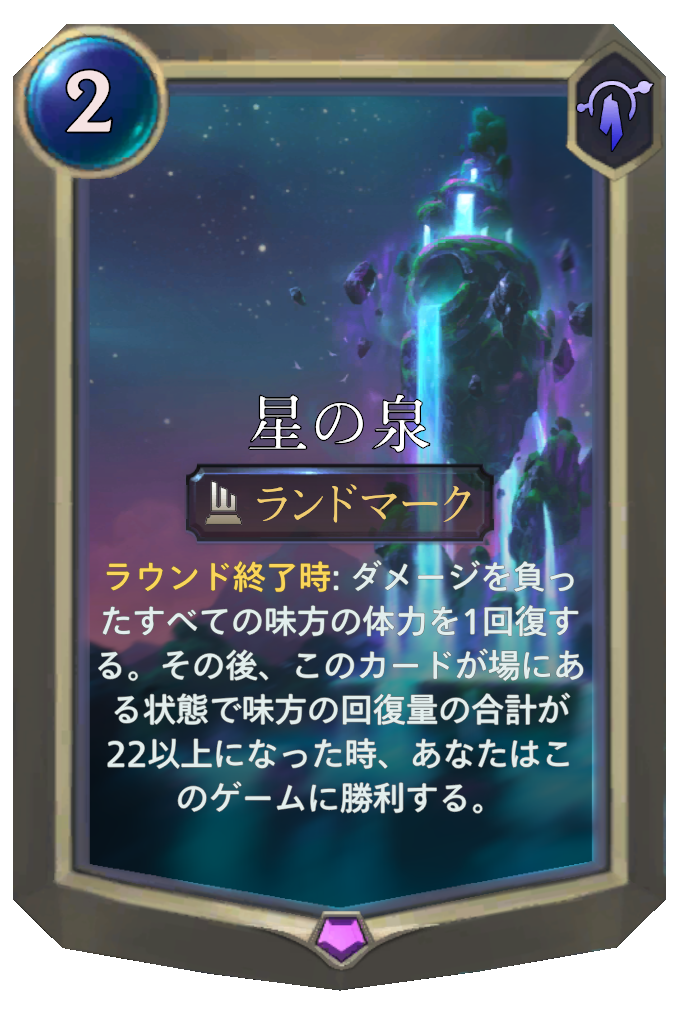 2
星の泉
ランドマーク
ラウンド終了時: ダメージを負っ
たすべての味方の体力を1回復す
る。その後、このカードが場にあ
る状態で味方の回復量の合計が
22以上になった時、あなたはこ
のゲームに勝利する。